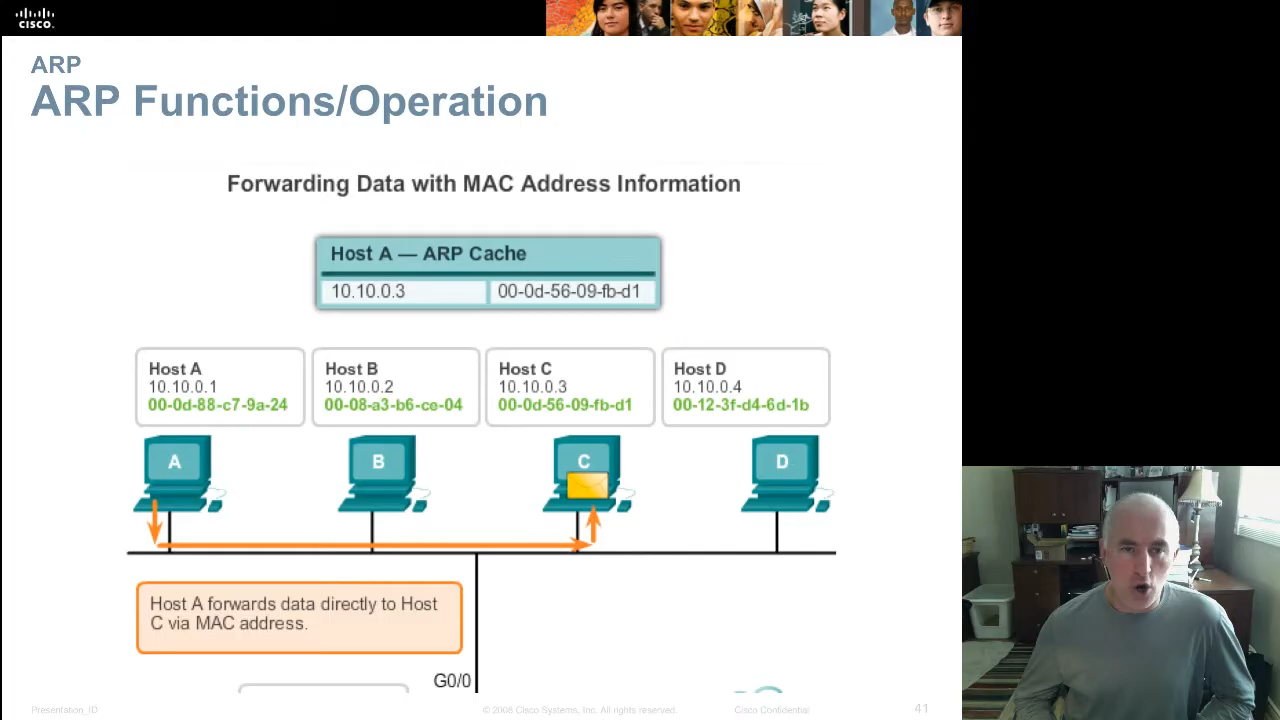 CISCO
ARP
ARP Functions/Operation
Forwarding Data with MAC Address Information
Host A — ARP Cache
10.10.0.3 00-0d-56-09-fb-d1
Host A
10.10.0.1
00-0d-88-c7-9a-24
Host B
10.10.0.2
00-08-a3-b6-ce-04
Host C
10.10.0.3
00-0d-56-09-fb-d1
Host D
10.10.0.4
00-12-3f-d4-6d-1b
A
B
C
D
Host A forwards data directly to Host
C via MAC address.
G0/0
Presentation_ID
© 2008 Cisco Systems, Inc. All rights reserved.
Cisco Confidential
41